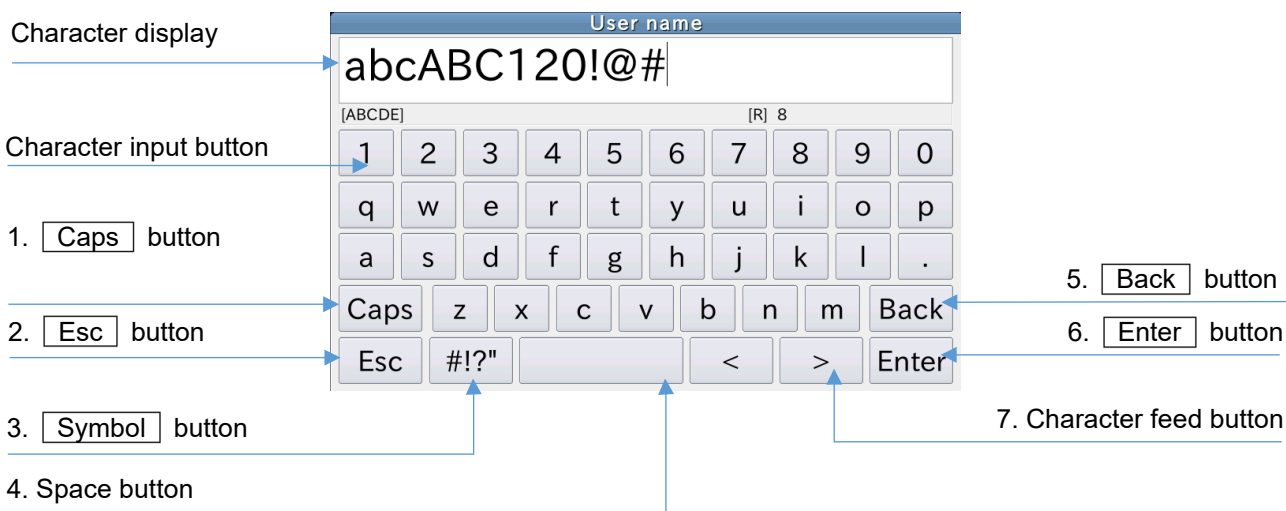 User name
Character display
abcABC120!@#
[ABCDE] [R] 8
Character input button
1 2 3 4 5 6 7 8 9 0
q w e r t y u i o p
1. Caps button
a s d f g h j k l .
5. Back button
Caps z x c v b n m Back
2. Esc button
6. Enter button
Esc #!?" < > Enter
3. Symbol button
7. Character feed button
4. Space button